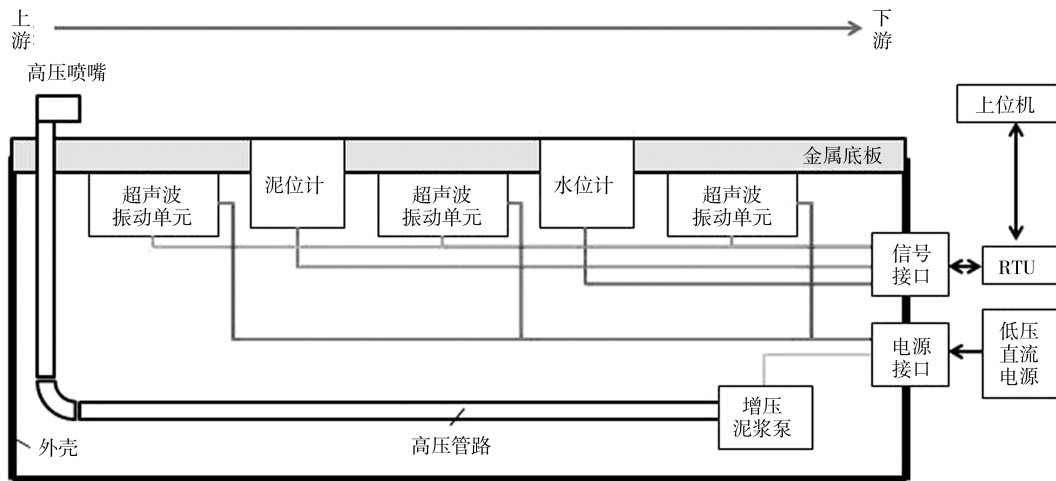 上
游
下
游
高压喷嘴
上位机
金属底板
超声波
振动单元
泥位计
超声波
振动单元
水位计
超声波
振动单元
信号
接口
RTU
电源
接口
低压
直流
电源
增压
泥浆泵
高压管路
外壳